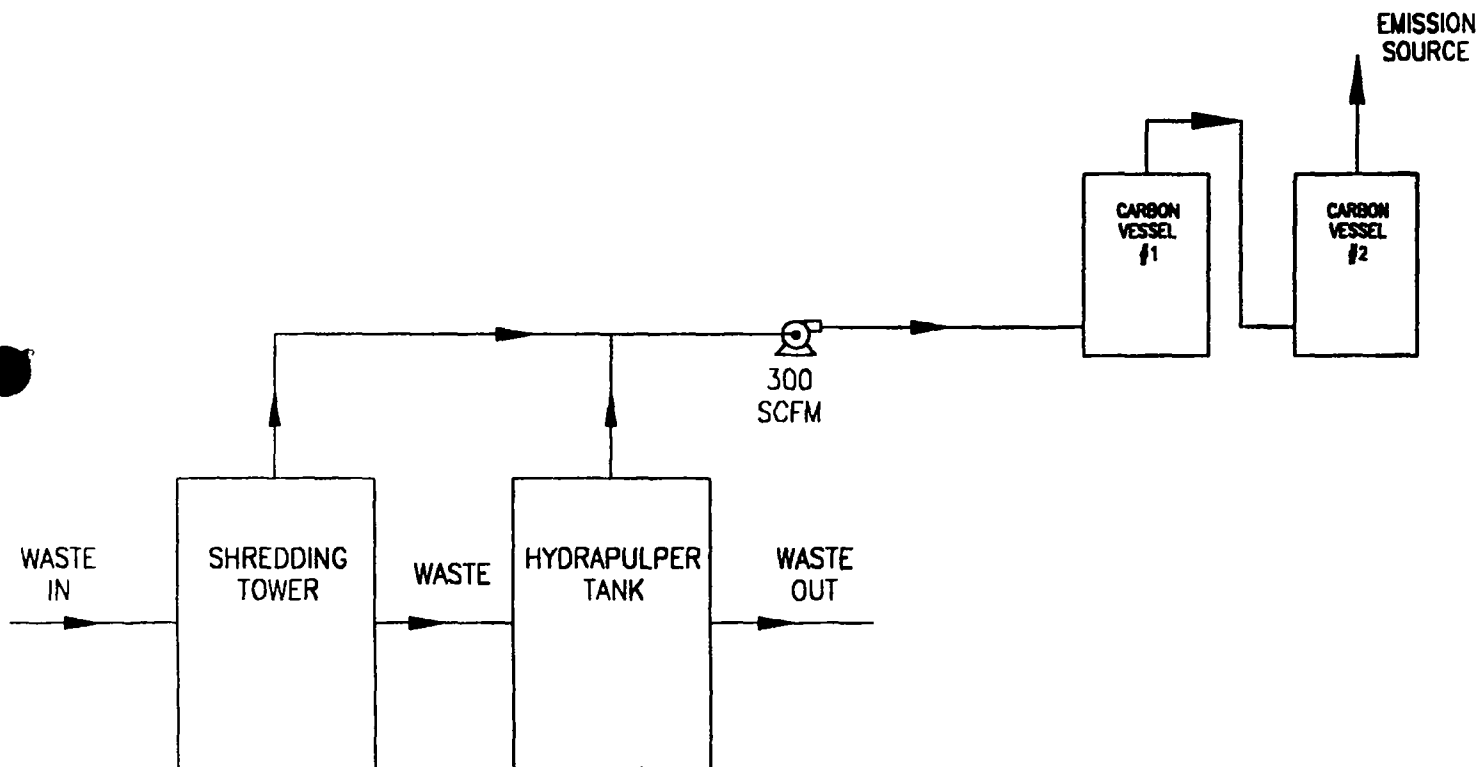 EMISSION
SOURCE
CARBON
VESSEL
#1
CARBON
VESSEL
#2
300
SCFM
WASTE
IN
SHREDDING
TOWER
WASTE
HYDRAPULPER
TANK
WASTE
OUT